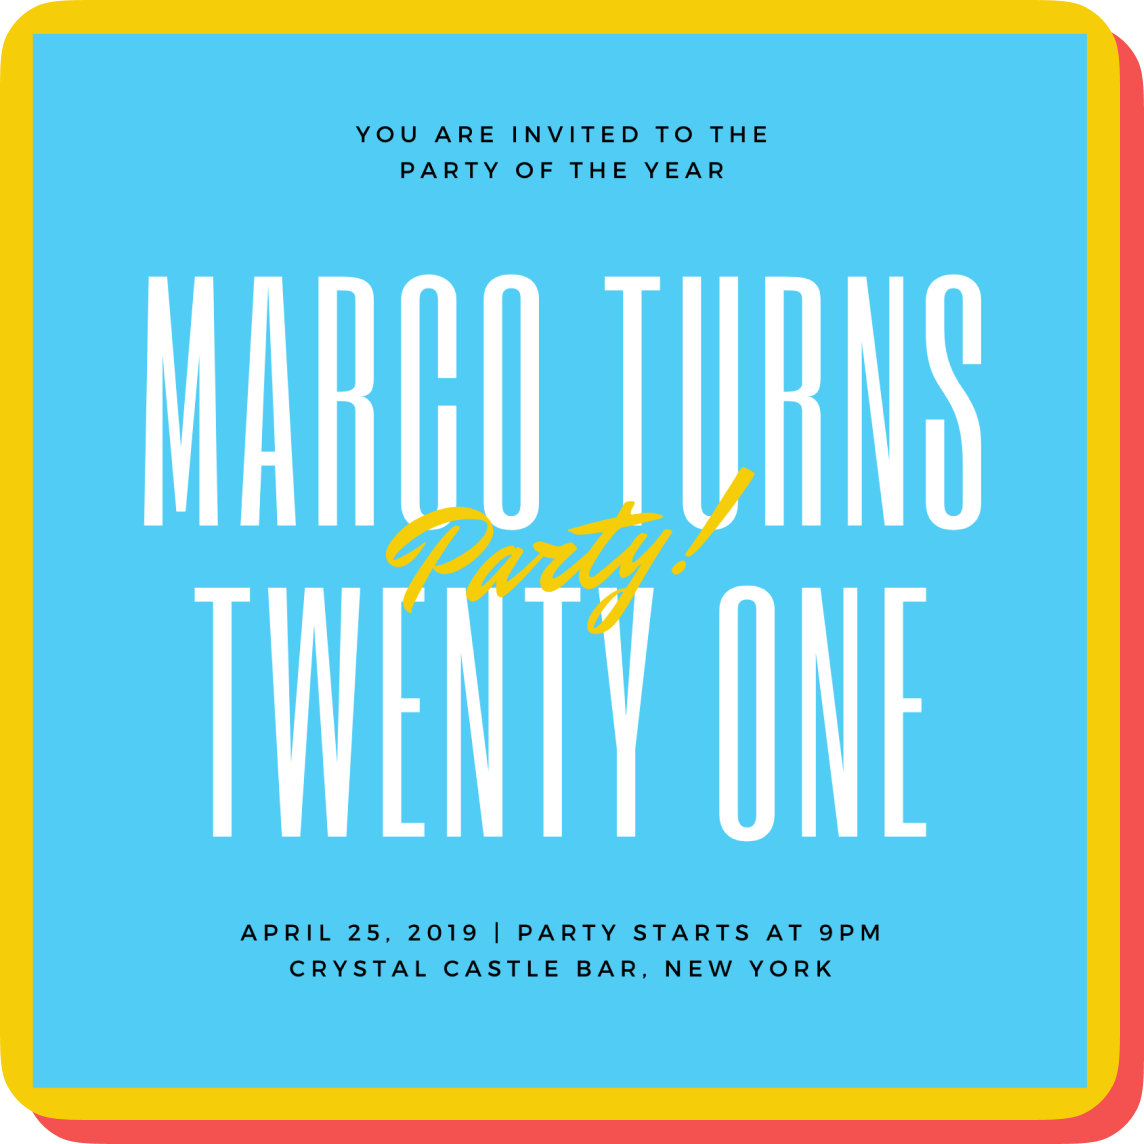 YOU ARE INVITED TO THE
PARTY OF THE YEAR
MARCO TURNS
Party!
TWENTY ONE
APRIL 25, 2019 | PARTY STARTS AT 9PM
CRYSTAL CASTLE BAR, NEW YORK